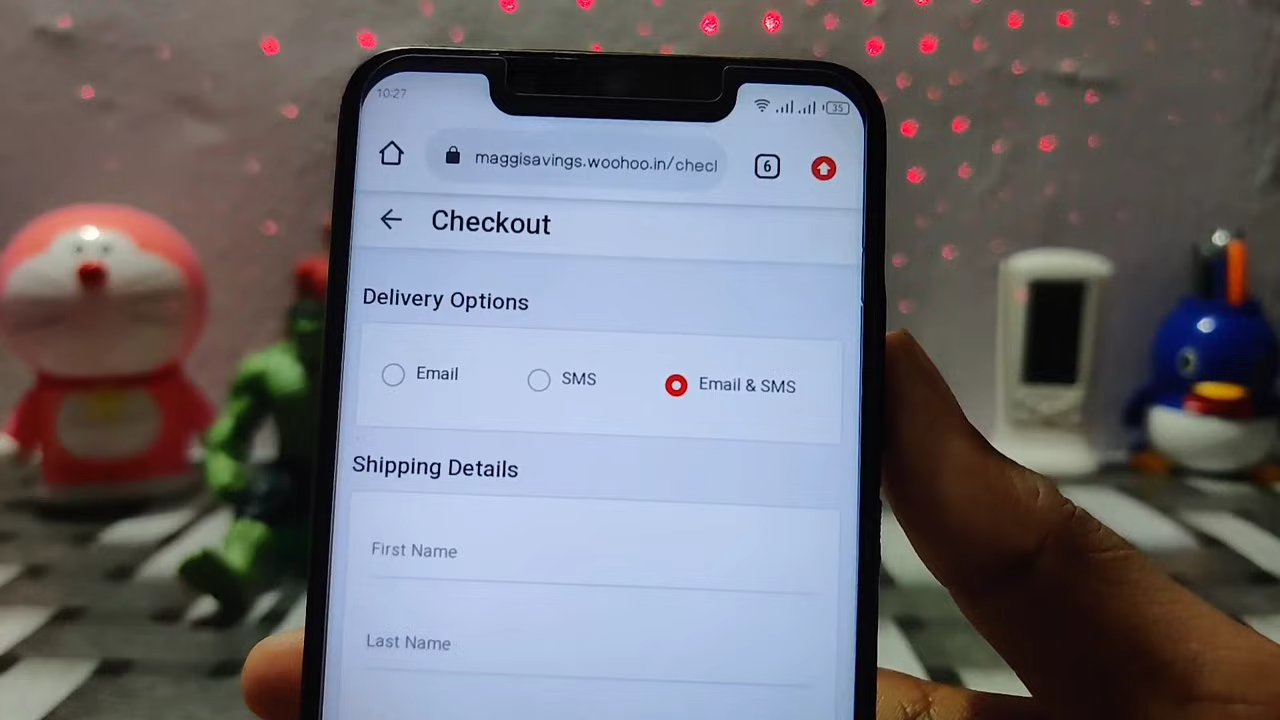 10:27
35
maggisavings.woohoo.in/checl
6
Checkout
Delivery Options
Email
SMS
Email & SMS
Shipping Details
First Name
Last Name